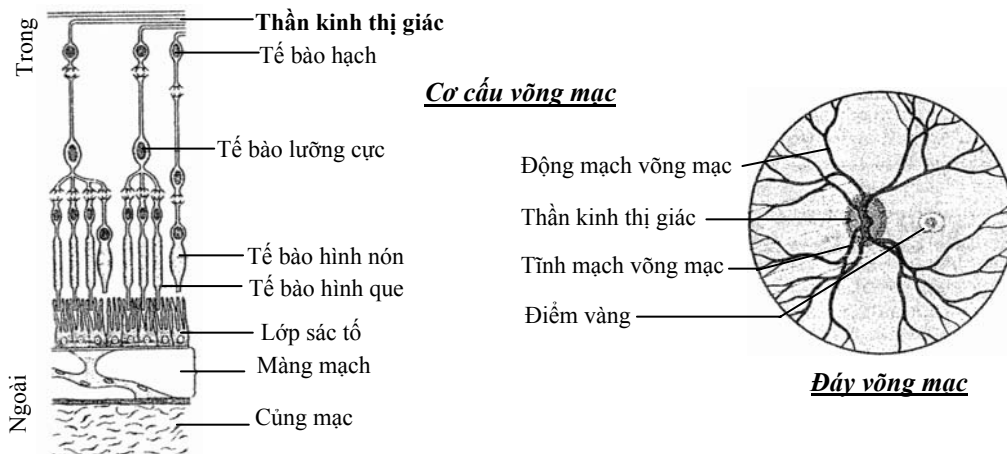 Trong
Thần kinh thị giác
Tế bào hạch
Cơ cấu võng mạc
Tế bào lưỡng cực
Tế bào hình nón
Tế bào hình que
Lớp sác tố
Màng mạch
Củng mạc
Ngoài
Động mạch võng mạc
Thần kinh thị giác
Tĩnh mạch võng mạc
Điểm vàng
Đáy võng mạc